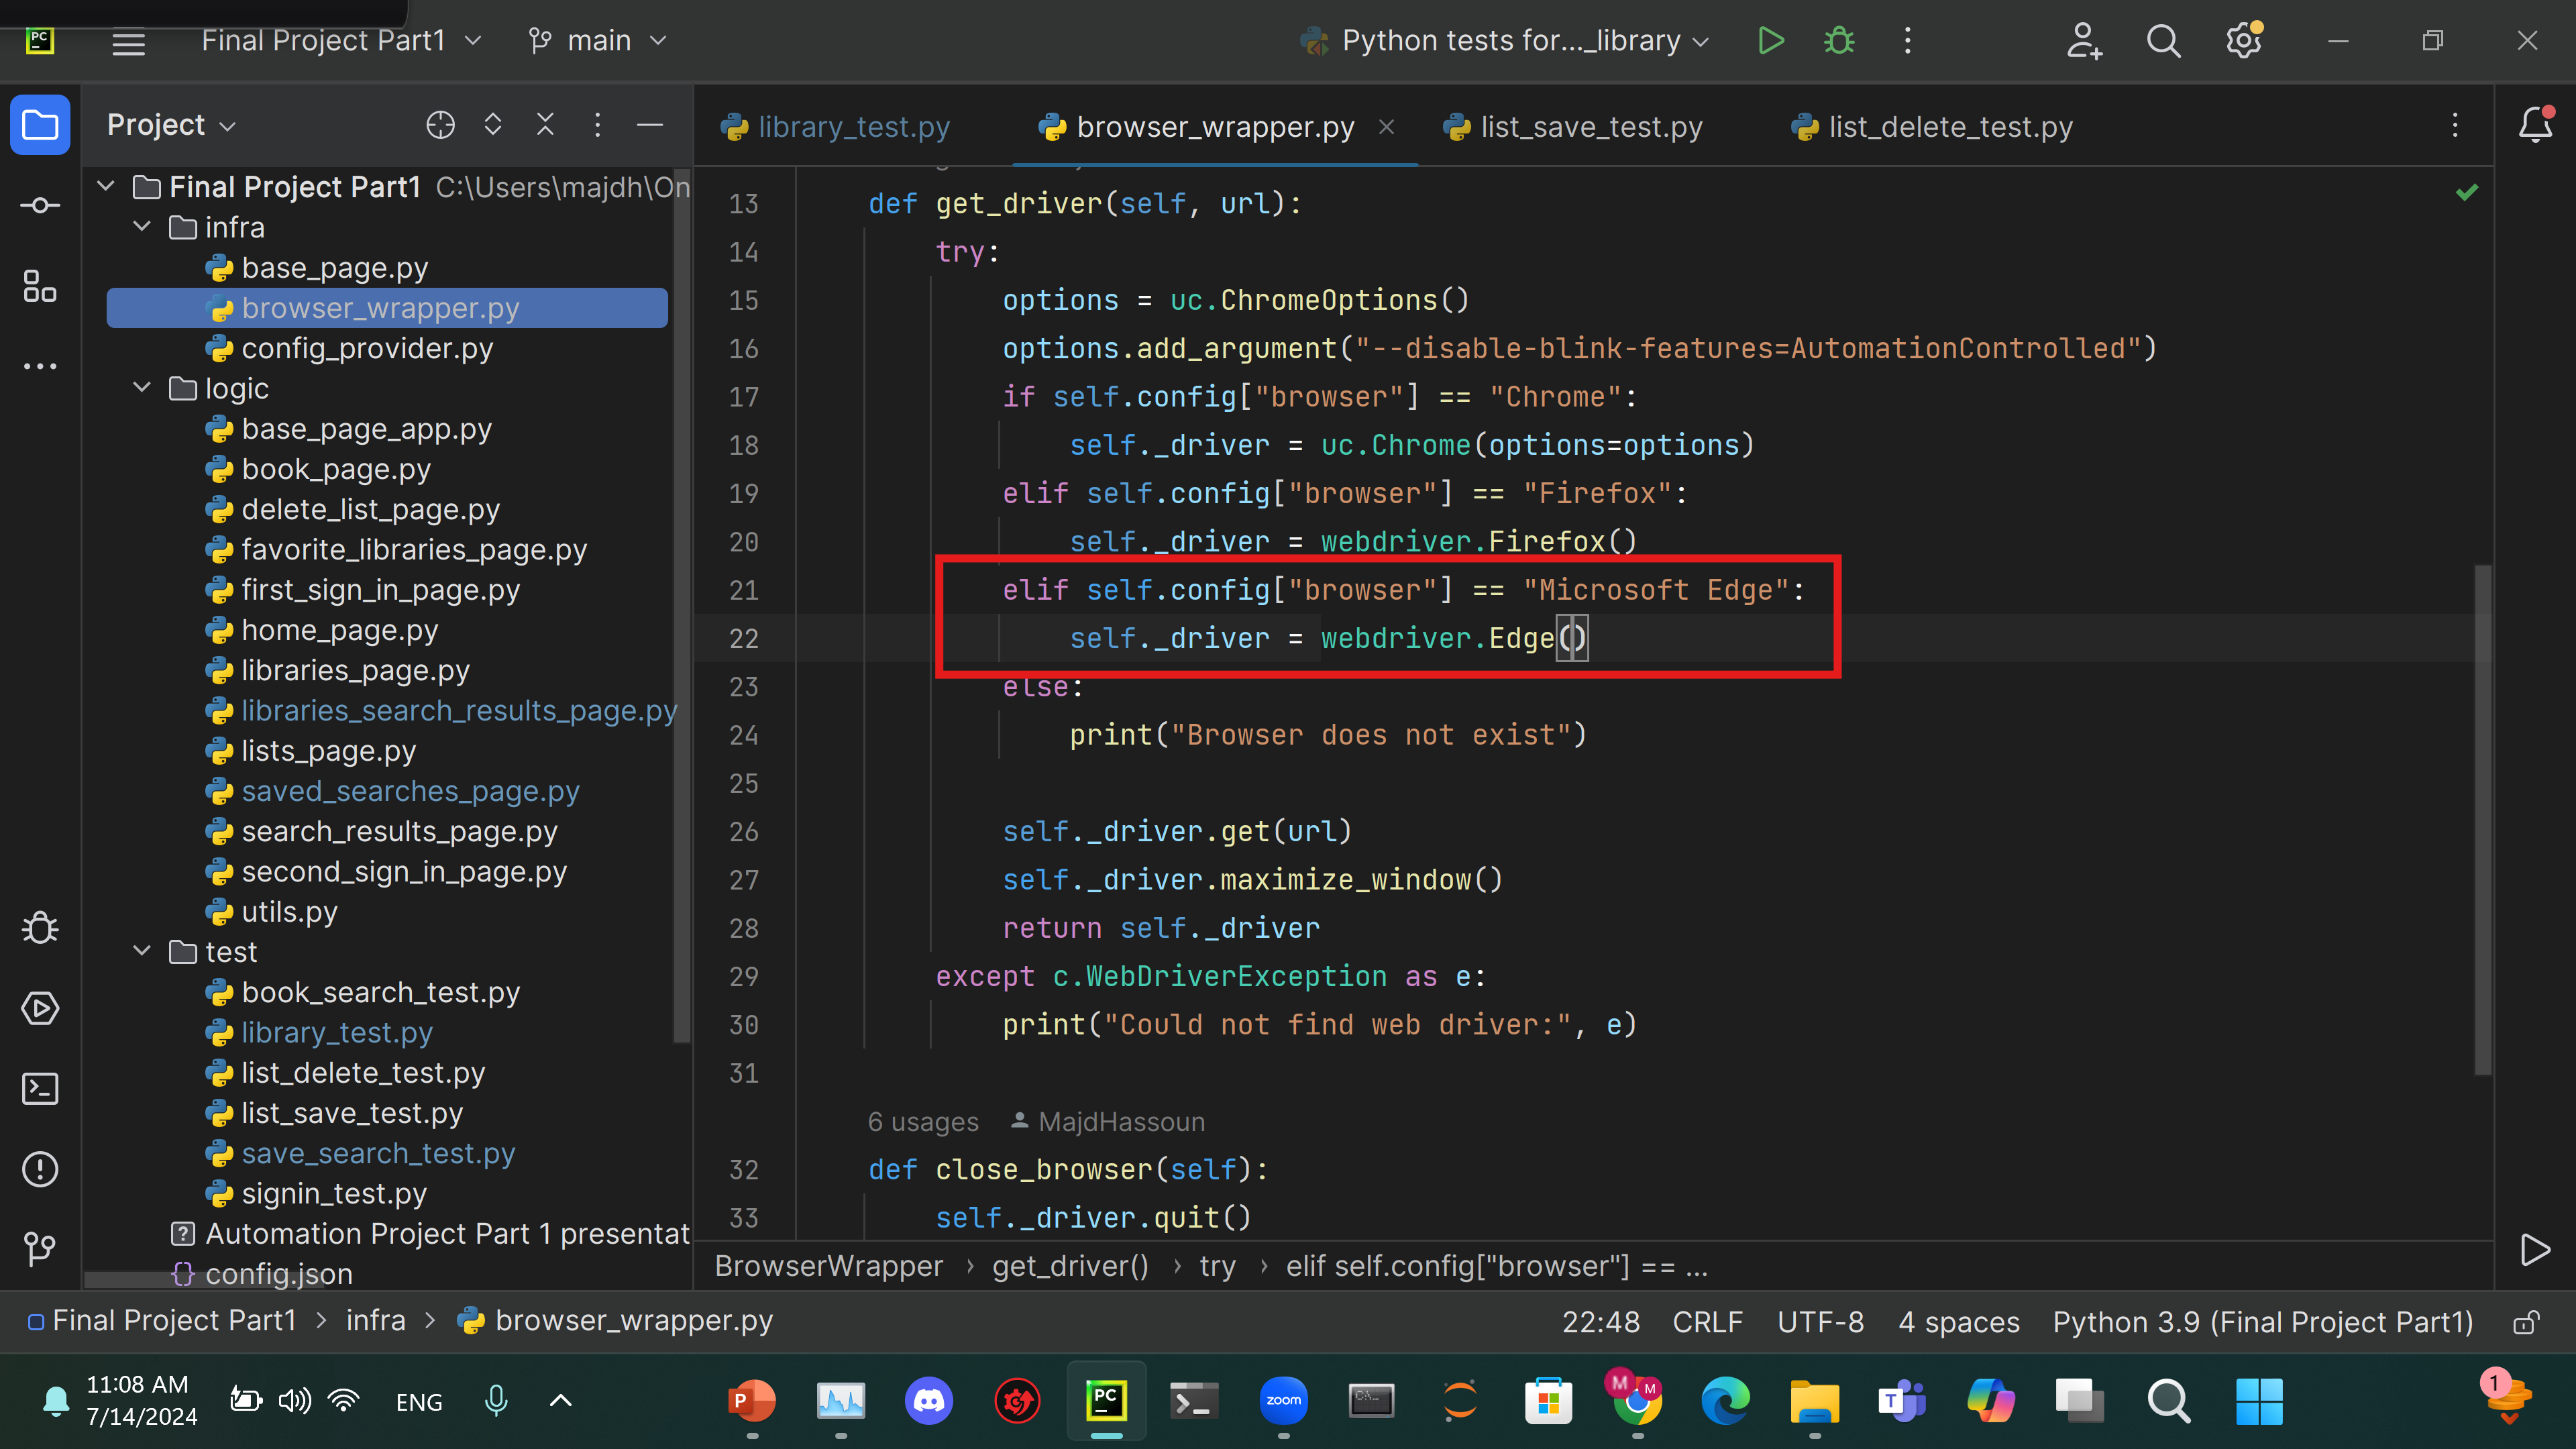 PC
Final Project Part1
main
Python tests for..._library
Project
library_test.py
browser_wrapper.py
list_save_test.py
list_delete_test.py
Final Project Part1 C:\Users\majdh\On
infra
base_page.py
browser_wrapper.py
config_provider.py
logic
base_page_app.py
book_page.py
delete_list_page.py
favorite_libraries_page.py
first_sign_in_page.py
home_page.py
libraries_page.py
libraries_search_results_page.py
lists_page.py
saved_searches_page.py
search_results_page.py
second_sign_in_page.py
utils.py
test
book_search_test.py
library_test.py
list_delete_test.py
list_save_test.py
save_search_test.py
signin_test.py
Automation Project Part 1 presentat
config.json
13 def get_driver(self, url):
14 try:
15 options = uc.ChromeOptions()
16 options.add_argument("--disable-blink-features=AutomationControlled")
17 if self.config["browser"] == "Chrome":
18 self._driver = uc.Chrome(options=options)
19 elif self.config["browser"] == "Firefox":
20 self._driver = webdriver.Firefox()
21 elif self.config["browser"] == "Microsoft Edge":
22 self._driver = webdriver.Edge()
23 else:
24 print("Browser does not exist")
25
26 self._driver.get(url)
27 self._driver.maximize_window()
28 return self._driver
29 except c.WebDriverException as e:
30 print("Could not find web driver:", e)
31
6 usages MajdHassoun
32 def close_browser(self):
33 self._driver.quit()
BrowserWrapper › get_driver() › try › elif self.config["browser"] == ...
Final Project Part1 > infra > browser_wrapper.py
22:48 CRLF UTF-8 4 spaces Python 3.9 (Final Project Part1)
11:08 AM
7/14/2024
ENG
P
PC
zoom
C:\_
M
M
T
1